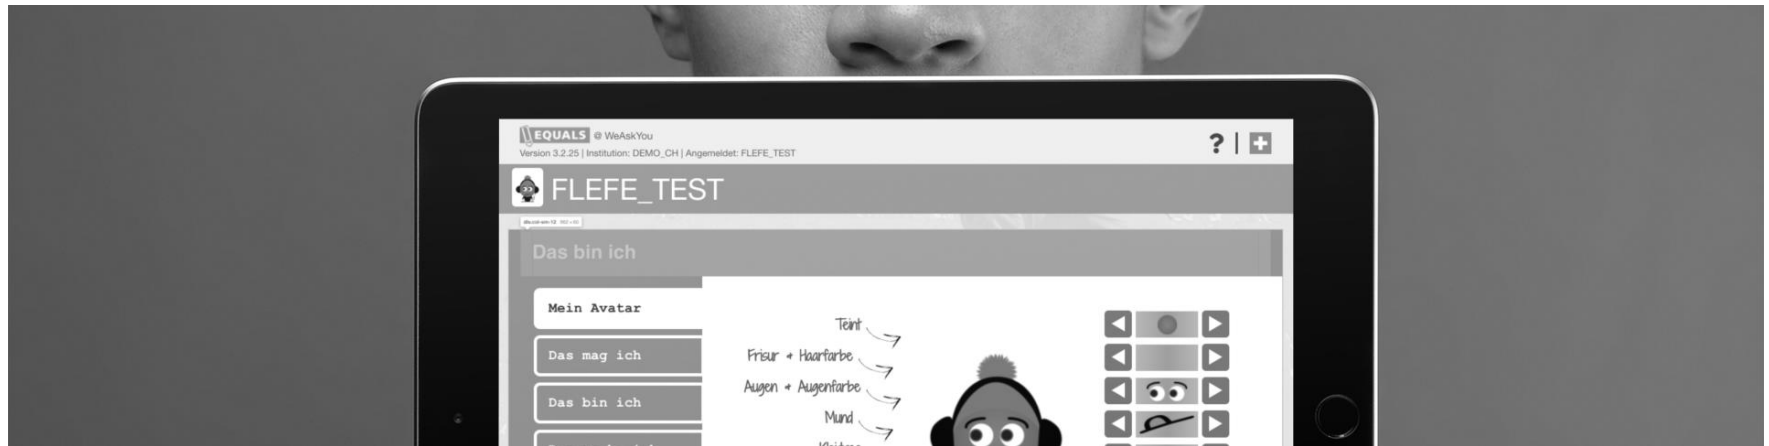 EQUALS @ WeAskYou
? |
Version 3.2.25 | Institution: DEMO_CH | Angemeldet: FLEFE_TEST
FLEFE_TEST
Das bin ich
Mein Avatar
Das mag ich
Das bin ich
Teint
Frisur + Haarfarbe
Augen + Augenfarbe
Mund